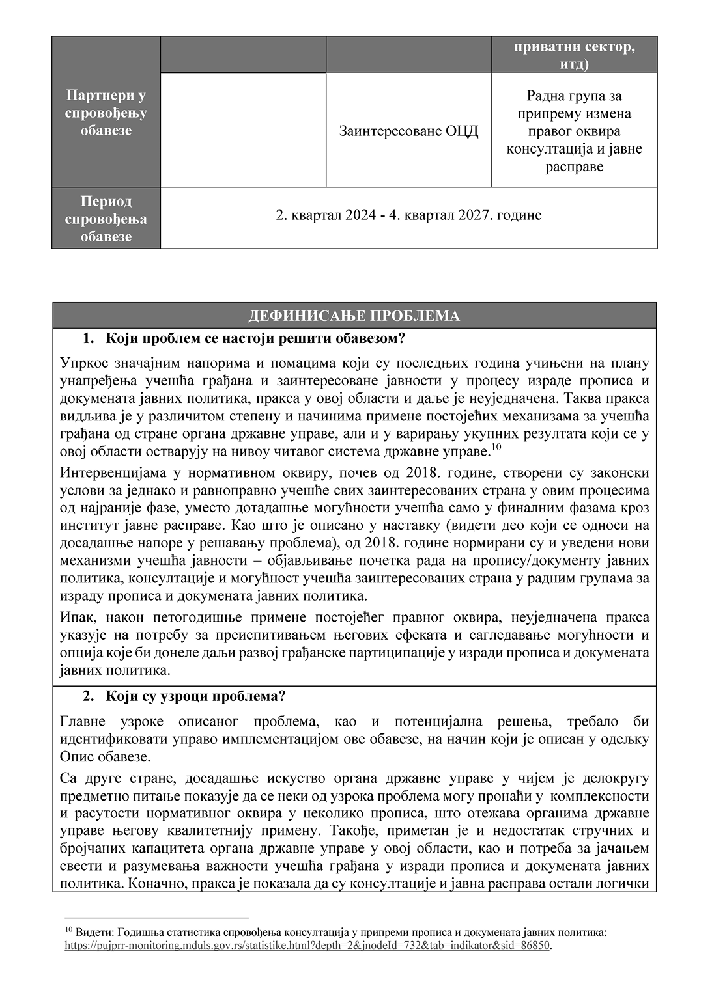 приватни сектор,
итд)
Партнери у
спровођењу
обавезе
Заинтересоване ОЦД
Радна група за
припрему измена
правог оквира
консултација и јавне
расправе
Период
спровођења
обавезе
2. квартал 2024 - 4. квартал 2027. године
ДЕФИНИСАЊЕ ПРОБЛЕМА
1. Који проблем се настоји решити обавезом?
Упркос значајним напорима и помацима који су последњих година учињени на плану
унапређења учешћа грађана и заинтересоване јавности у процесу израде прописа и
докумената јавних политика, пракса у овој области и даље је неуједначена. Таква пракса
видљива је у различитом степену и начинима примене постојећих механизама за учешћа
грађана од стране органа државне управе, али и у варирању укупних резултата који се у
овој области остварују на нивоу читавог система државне управе.10
Интервенцијама у нормативном оквиру, почев од 2018. године, створени су законски
услови за једнако и равноправно учешће свих заинтересованих страна у овим процесима
од најраније фазе, уместо дотадашње могућности учешћа само у финалним фазама кроз
институт јавне расправе. Као што је описано у наставку (видети део који се односи на
досадашње напоре у решавању проблема), од 2018. године нормирани су и уведени нови
механизми учешћа јавности – објављивање почетка рада на пропису/документу јавних
политика, консултације и могућност учешћа заинтересованих страна у радним групама за
израду прописа и докумената јавних политика.
Ипак, након петогодишње примене постојећег правног оквира, неуједначена пракса
указује на потребу за преиспитивањем његових ефеката и сагледавање могућности и
опција које би донеле даљи развој грађанске партиципације у изради прописа и докумената
јавних политика.
2. Који су узроци проблема?
Главне узроке описаног проблема, као и потенцијална решења, требало би
идентификовати управо имплементацијом ове обавезе, на начин који је описан у одељку
Опис обавезе.
Са друге стране, досадашње искуство органа државне управе у чијем је делокругу
предметно питање показује да се неки од узрока проблема могу пронаћи у комплексности
и расутости нормативног оквира у неколико прописа, што отежава органима државне
управе његову квалитетнију примену. Такође, приметан је и недостатак стручних и
бројчаних капацитета органа државне управе у овој области, као и потреба за јачањем
свести и разумевања важности учешћа грађана у изради прописа и докумената јавних
политика. Коначно, пракса је показала да су консултације и јавна расправа остали логички
10 Видети: Годишња статистика спровођења консултација у припреми прописа и докумената јавних политика:
https://pujprr-monitoring.mduls.gov.rs/statistike.html?depth=2&jnodeId=732&tab=indikator&sid=86850.